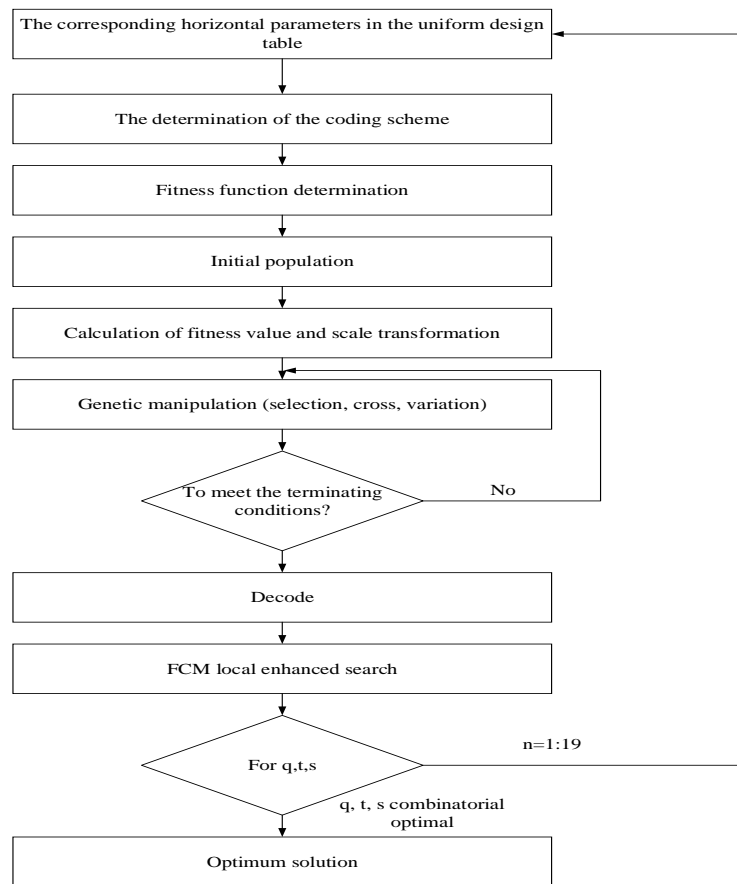 The corresponding horizontal parameters in the uniform design
table
The determination of the coding scheme
Fitness function determination
Initial population
Calculation of fitness value and scale transformation
Genetic manipulation (selection, cross, variation)
To meet the terminating
conditions?
No
Decode
FCM local enhanced search
For q,t,s
n=1:19
q, t, s combinatorial
optimal
Optimum solution